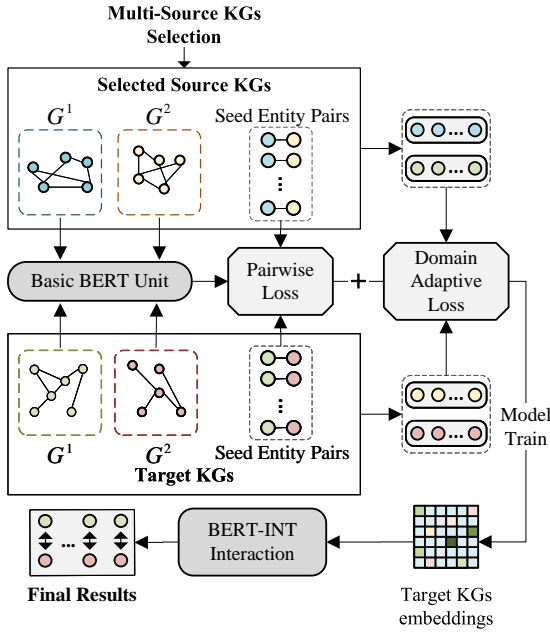 Multi-Source KGs
Selection
Selected Source KGs
G¹
G²
Seed Entity Pairs
...
...
...
Basic BERT Unit
Pairwise
Loss
+
Domain
Adaptive
Loss
G¹
G²
Seed Entity Pairs
Target KGs
...
...
...
Model
Train
...
Final Results
BERT-INT
Interaction
Target KGs
embeddings